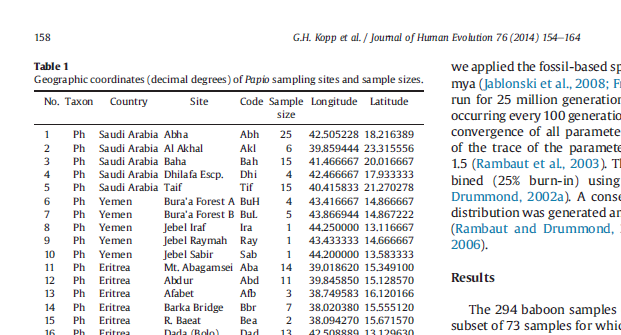 158
G.H. Kopp et al. / Journal of Human Evolution 76 (2014) 154–164
Table 1
Geographic coordinates (decimal degrees) of Papio sampling sites and sample sizes.
No. Taxon Country Site Code Sample size Longitude Latitude
1 Ph Saudi Arabia Abha Abh 25 42.505228 18.216389
2 Ph Saudi Arabia Al Akhal Akl 6 39.859444 23.315556
3 Ph Saudi Arabia Baha Bah 15 41.466667 20.016667
4 Ph Saudi Arabia Dhilafa Escp. Dhi 4 42.466667 17.933333
5 Ph Saudi Arabia Taif Tif 15 40.415833 21.270278
6 Ph Yemen Bura'a Forest A BuH 4 43.416667 14.866667
7 Ph Yemen Bura'a Forest B BuL 5 43.866944 14.867222
8 Ph Yemen Jebel Iraf Ira 1 44.250000 13.116667
9 Ph Yemen Jebel Raymah Ray 1 43.433333 14.666667
10 Ph Yemen Jebel Sabir Sab 1 44.200000 13.583333
11 Ph Eritrea Mt. Abagamsei Aba 14 39.018620 15.349100
12 Ph Eritrea Abdur Abd 11 39.845850 15.128570
13 Ph Eritrea Afabet Afb 3 38.749583 16.120166
14 Ph Eritrea Barka Bridge Bbr 7 38.020380 15.555120
15 Ph Eritrea R. Baeat Bea 2 38.094270 15.671570
16 Ph Eritrea Dada (Bolo) Dad 13 42.508889 13.129630
we applied the fossil-based sp
mya (Jablonski et al., 2008; Fr
run for 25 million generation
occurring every 100 generatio
convergence of all paramete
of the trace of the paramete
1.5 (Rambaut et al., 2003). Th
bined (25% burn-in) using
Drummond, 2002a). A conse
distribution was generated an
(Rambaut and Drummond,
2006).
Results
The 294 baboon samples
subset of 73 samples for whic